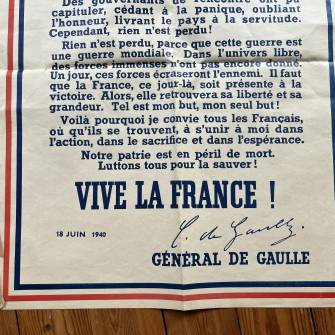 Des gouvernants de rencontre ont pu
capituler, cédant à la panique, oubliant
l'honneur, livrant le pays à la servitude.
Cependant, rien n'est perdu!
Rien n'est perdu, parce que cette guerre est
une guerre mondiale. Dans l'univers libre,
des forces immenses n'ont pas encore donné.
Un jour, ces forces écraseront l'ennemi. Il faut
que la France, ce jour-là, soit présente à la
victoire. Alors, elle retrouvera sa liberté et sa
grandeur. Tel est mon but, mon seul but!
Voilà pourquoi je convie tous les Français,
où qu'ils se trouvent, à s'unir à moi dans
l'action, dans le sacrifice et dans l'espérance.
Notre patrie est en péril de mort.
Luttons tous pour la sauver!
VIVE LA FRANCE !
C. de Gaulle.
18 JUIN 1940
GÉNÉRAL DE GAULLE